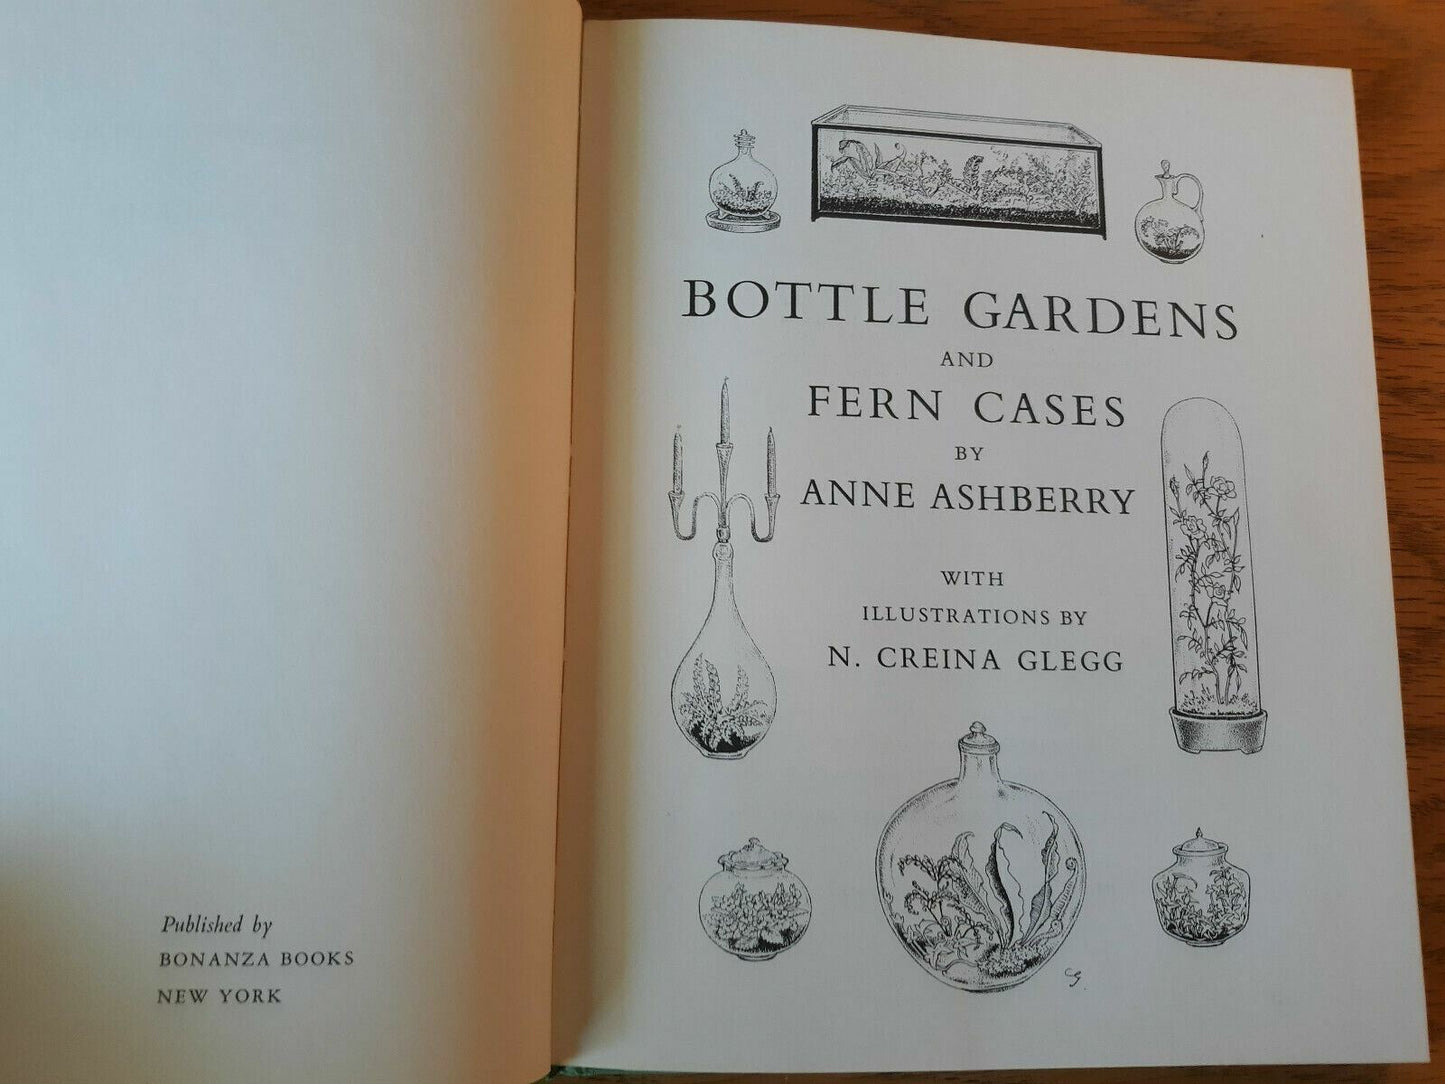 Published by
BONANZA BOOKS
NEW YORK
BOTTLE GARDENS
AND
FERN CASES
BY
ANNE ASHBERRY
WITH
ILLUSTRATIONS BY
N. CREINA GLEGG
CG